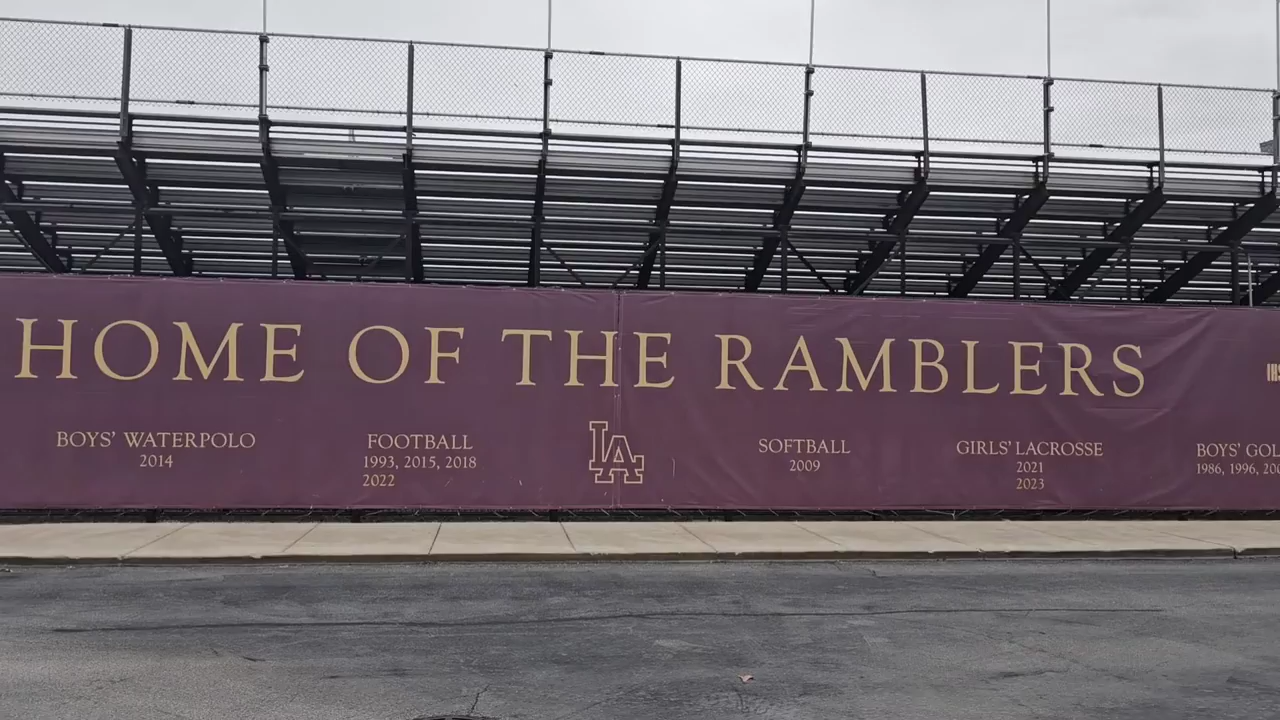 HOME OF THE RAMBLERS
BOYS' WATERPOLO
2014
FOOTBALL
1993, 2015, 2018
2022
LA
SOFTBALL
2009
GIRLS' LACROSSE
2021
2023
BOYS'
1986, 1996,